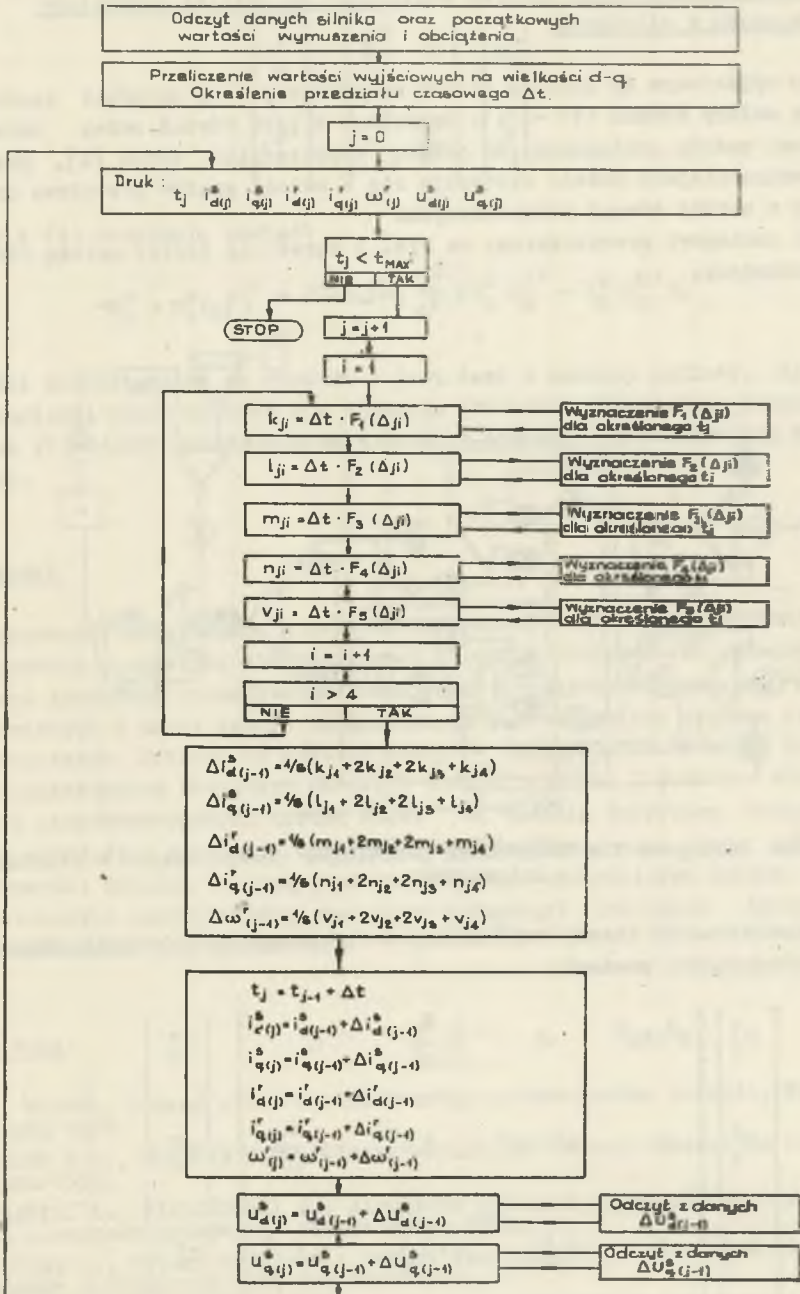 Odczyt danych silnika oraz początkowych
wartości wymuszenia i obciążenia
Przeliczenie wartości wyjściowych na wielkości d-q
Określenie przedziału czasowego Δt.
j = 0
Druk :
t_j i^s_d(j) i^s_q(j) i^r_d(j) i^r_q(j) ω^r_(j) u^s_d(j) u^s_q(j)
t_j < t_MAX
NIE TAK
STOP
j = j+1
i = 1
k_ji = Δt · F_1 (Δ_ji)
Wyznaczenie F_1 (Δ_ji)
dla określonego t_j
l_ji = Δt · F_2 (Δ_ji)
Wyznaczenie F_2 (Δ_ji)
dla określonego t_j
m_ji = Δt · F_3 (Δ_ji)
Wyznaczenie F_3 (Δ_ji)
dla określonego t_j
n_ji = Δt · F_4 (Δ_ji)
Wyznaczenie F_4 (Δ_ji)
dla określonego t_j
v_ji = Δt · F_5 (Δ_ji)
Wyznaczenie F_5 (Δ_ji)
dla określonego t_j
i = i+1
i > 4
NIE TAK
Δi^s_d(j-1) = 1/6 (k_j1 + 2k_j2 + 2k_j3 + k_j4)
Δi^s_q(j-1) = 1/6 (l_j1 + 2l_j2 + 2l_j3 + l_j4)
Δi^r_d(j-1) = 1/6 (m_j1 + 2m_j2 + 2m_j3 + m_j4)
Δi^r_q(j-1) = 1/6 (n_j1 + 2n_j2 + 2n_j3 + n_j4)
Δω^r_(j-1) = 1/6 (v_j1 + 2v_j2 + 2v_j3 + v_j4)
t_j = t_j-1 + Δt
i^s_d(j) = i^s_d(j-1) + Δi^s_d(j-1)
i^s_q(j) = i^s_q(j-1) + Δi^s_q(j-1)
i^r_d(j) = i^r_d(j-1) + Δi^r_d(j-1)
i^r_q(j) = i^r_q(j-1) + Δi^r_q(j-1)
ω^r_(j) = ω^r_(j-1) + Δω^r_(j-1)
u^s_d(j) = u^s_d(j-1) + Δu^s_d(j-1)
Odczyt z danych
ΔU^s_d(j-1)
u^s_q(j) = u^s_q(j-1) + Δu^s_q(j-1)
Odczyt z danych
ΔU^s_q(j-1)